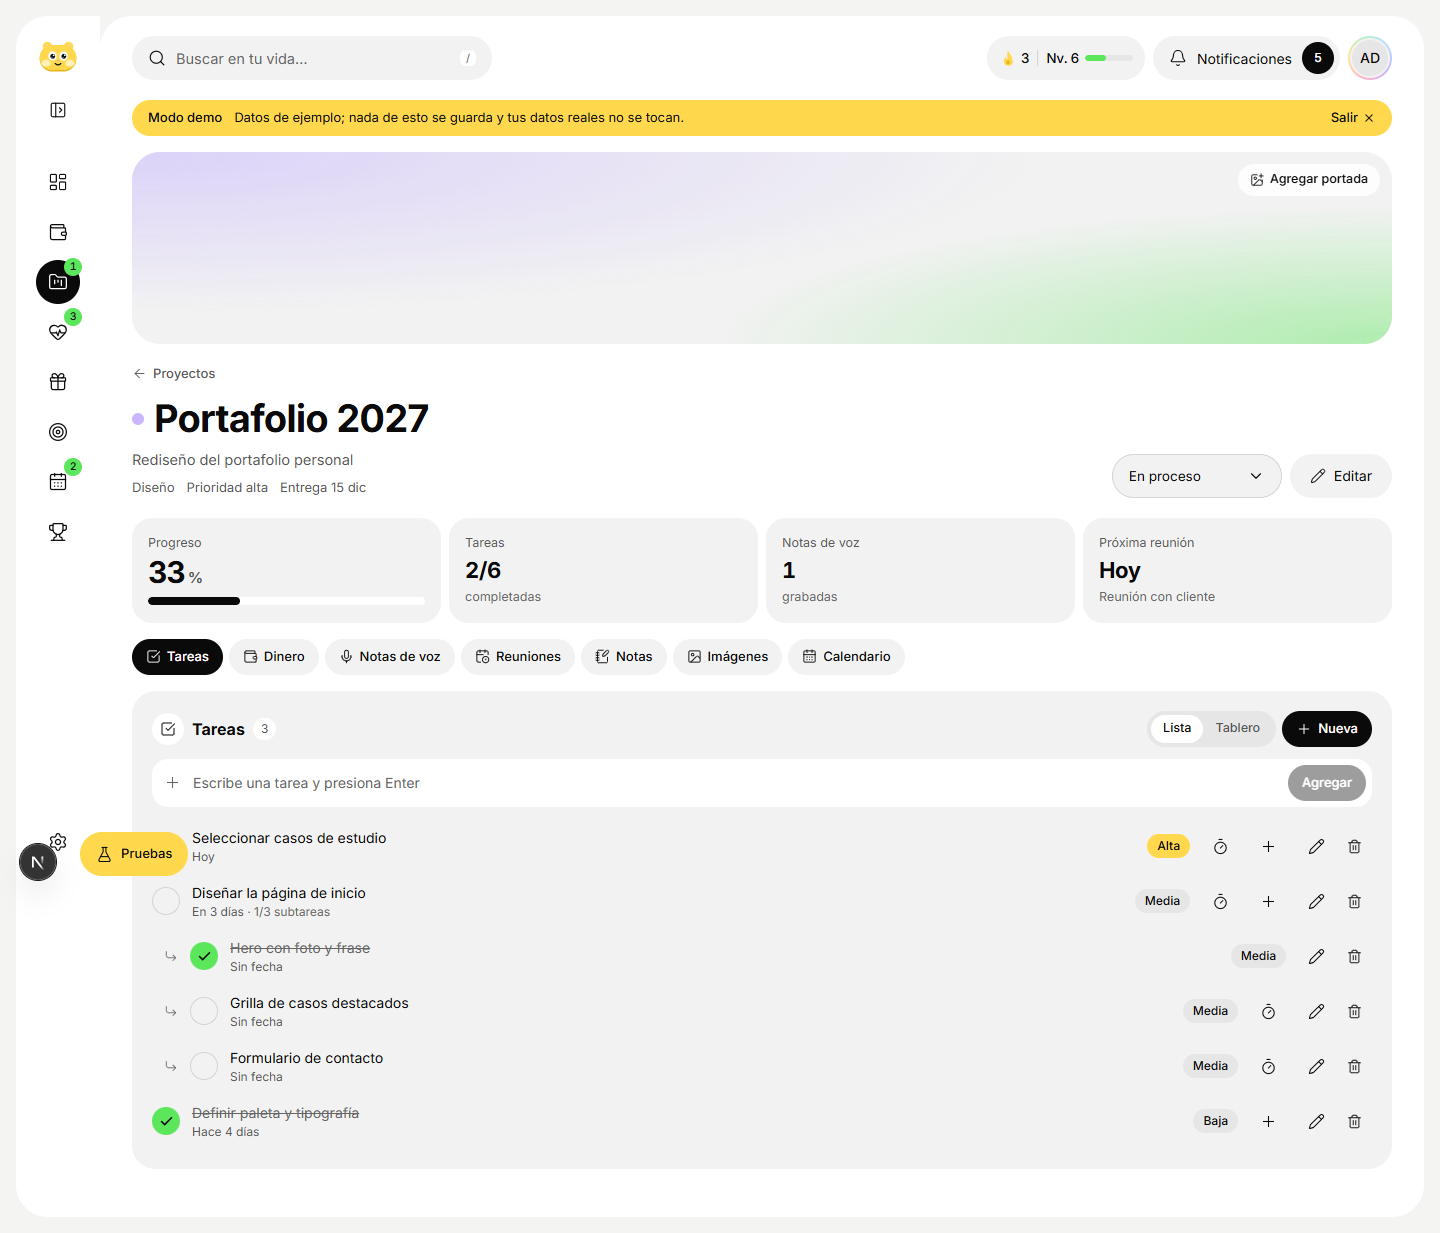 Buscar en tu vida...
/
3
Nv. 6
Notificaciones
5
AD
Modo demo Datos de ejemplo; nada de esto se guarda y tus datos reales no se tocan.
Salir
Agregar portada
1
3
2
Proyectos
Portafolio 2027
Rediseño del portafolio personal
Diseño Prioridad alta Entrega 15 dic
En proceso
Editar
Progreso
33 %
Tareas
2/6
completadas
Notas de voz
1
grabadas
Próxima reunión
Hoy
Reunión con cliente
Tareas
Dinero
Notas de voz
Reuniones
Notas
Imágenes
Calendario
Tareas 3
Lista
Tablero
Nueva
Escribe una tarea y presiona Enter
Agregar
N
Pruebas
Seleccionar casos de estudio
Hoy
Alta
Diseñar la página de inicio
En 3 días · 1/3 subtareas
Media
Hero con foto y frase
Sin fecha
Media
Grilla de casos destacados
Sin fecha
Media
Formulario de contacto
Sin fecha
Media
Definir paleta y tipografía
Hace 4 días
Baja